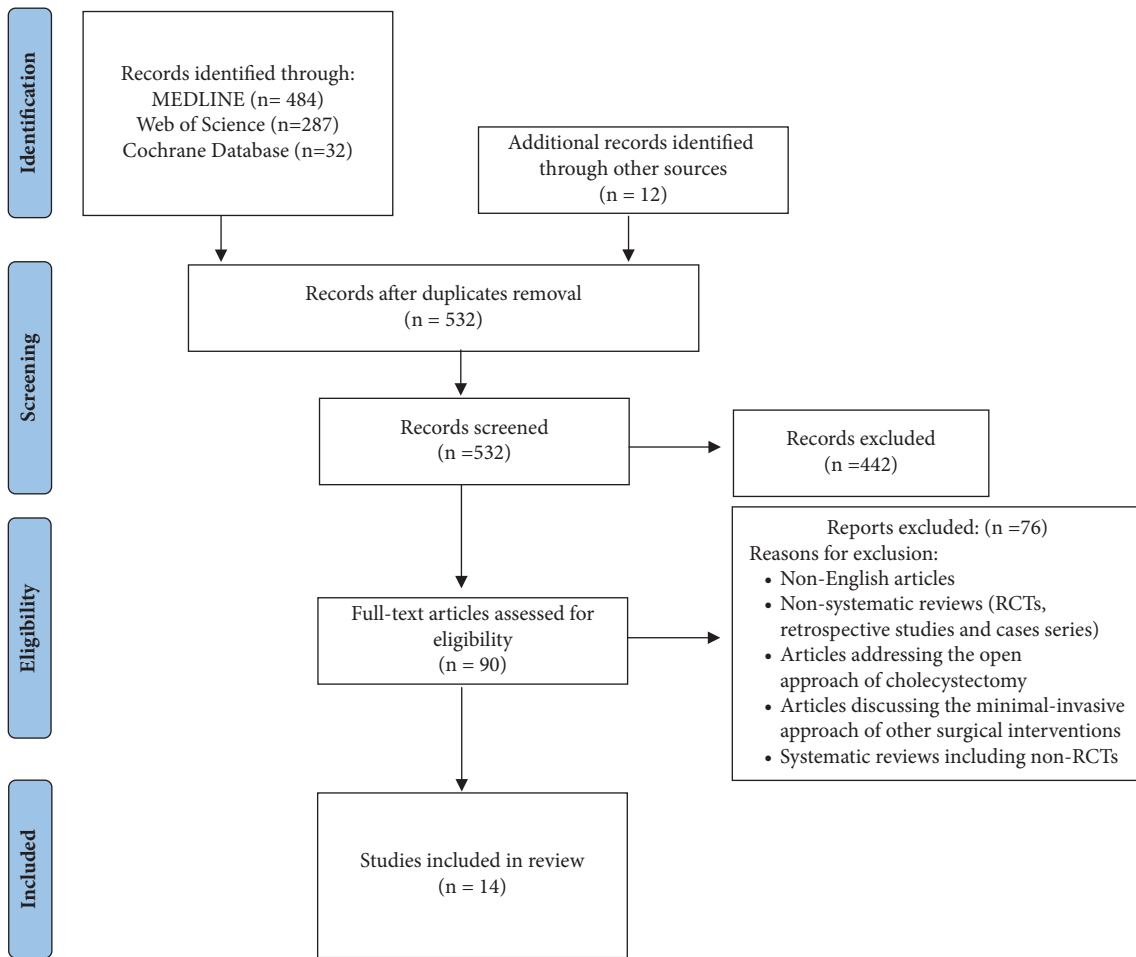 Identification
Records identified through:
MEDLINE (n= 484)
Web of Science (n=287)
Cochrane Database (n=32)
Additional records identified
through other sources
(n = 12)
Screening
Records after duplicates removal
(n = 532)
Records screened
(n =532)
Records excluded
(n =442)
Eligibility
Full-text articles assessed for
eligibility
(n = 90)
Reports excluded: (n =76)
Reasons for exclusion:
• Non-English articles
• Non-systematic reviews (RCTs,
retrospective studies and cases series)
• Articles addressing the open
approach of cholecystectomy
• Articles discussing the minimal-invasive
approach of other surgical interventions
• Systematic reviews including non-RCTs
Included
Studies included in review
(n = 14)